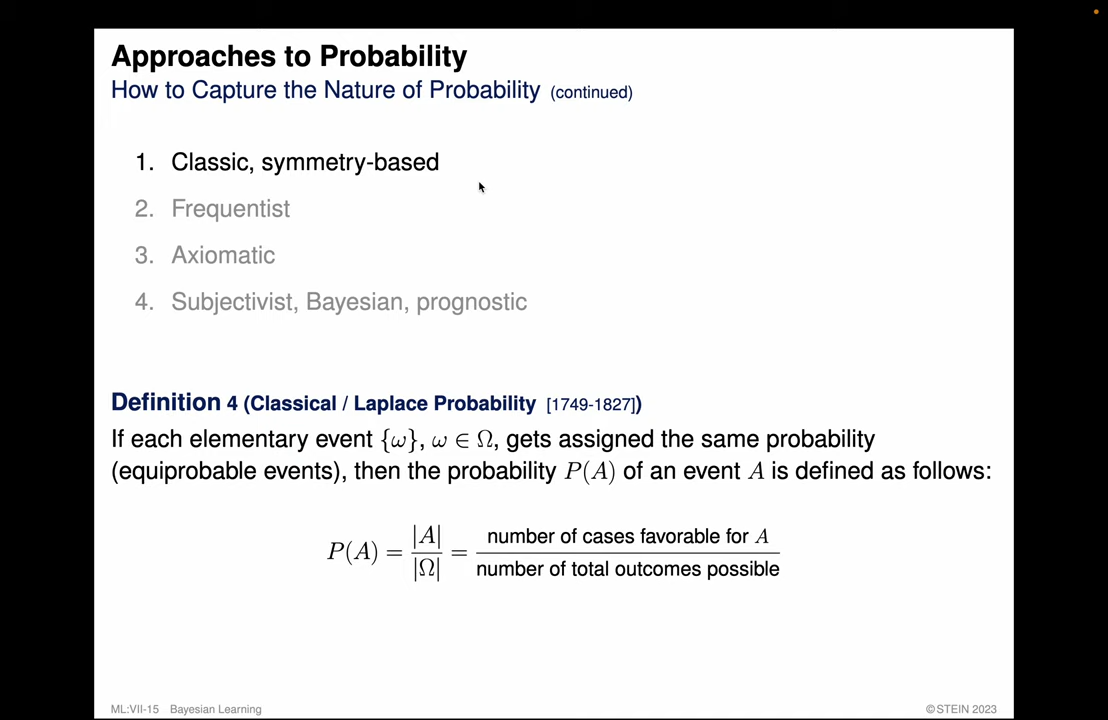 Approaches to Probability
How to Capture the Nature of Probability (continued)
1. Classic, symmetry-based
2. Frequentist
3. Axiomatic
4. Subjectivist, Bayesian, prognostic
Definition 4 (Classical / Laplace Probability [1749-1827])
If each elementary event {ω}, ω ∈ Ω, gets assigned the same probability
(equiprobable events), then the probability P(A) of an event A is defined as follows:
P(A) = |A| / |Ω| = number of cases favorable for A / number of total outcomes possible
ML:VII-15 Bayesian Learning
© STEIN 2023